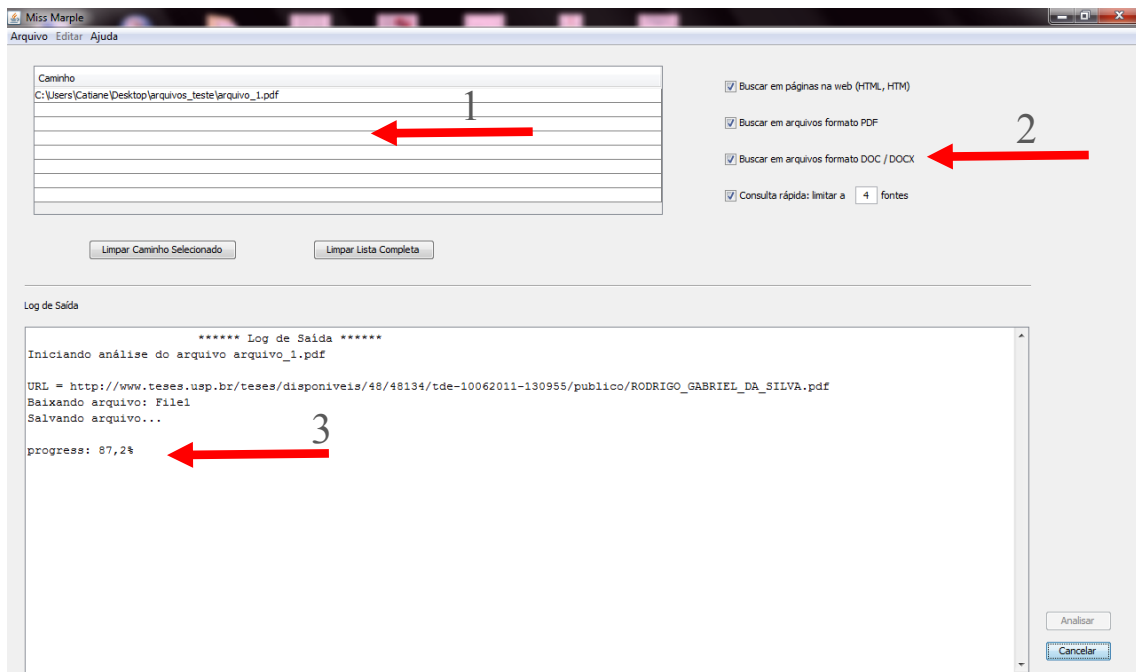 Miss Marple
Arquivo Editar Ajuda
Caminho
C:\Users\Catiane\Desktop\arquivos_teste\arquivo_1.pdf
1
Buscar em páginas na web (HTML, HTM)
Buscar em arquivos formato PDF
2
Buscar em arquivos formato DOC / DOCX
Consulta rápida: limitar a 4 fontes
Limpar Caminho Selecionado
Limpar Lista Completa
Log de Saída
****** Log de Saída ******
Iniciando análise do arquivo arquivo_1.pdf
URL = http://www.teses.usp.br/teses/disponiveis/48/48134/tde-10062011-130955/publico/RODRIGO_GABRIEL_DA_SILVA.pdf
Baixando arquivo: File1
Salvando arquivo...
3
progress: 87,2%
Analisar
Cancelar